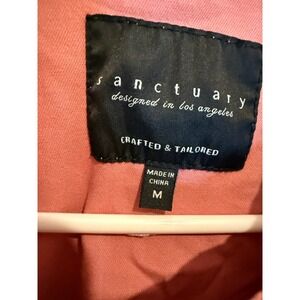 sanctuary
designed in los angeles
CRAFTED & TAILORED
MADE IN
CHINA
M